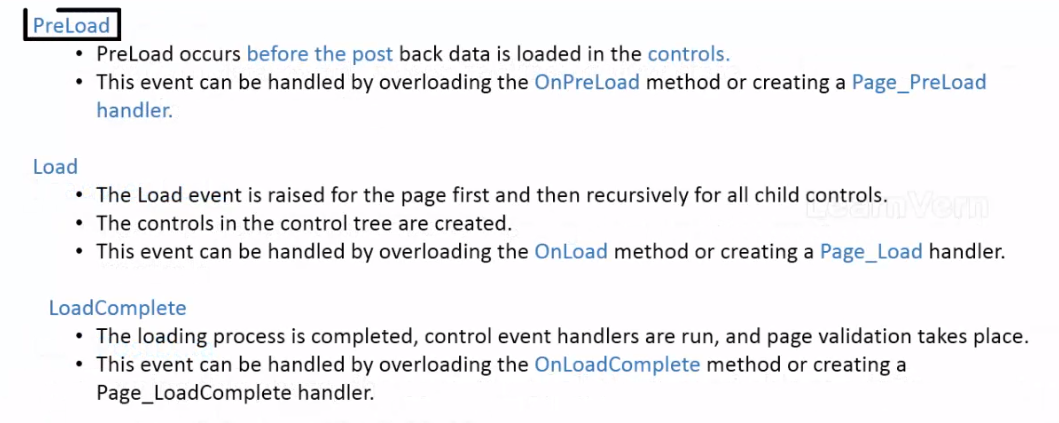 PreLoad
• PreLoad occurs before the post back data is loaded in the controls.
• This event can be handled by overloading the OnPreLoad method or creating a Page_PreLoad
handler.
Load
• The Load event is raised for the page first and then recursively for all child controls.
LearnVern
• The controls in the control tree are created.
• This event can be handled by overloading the OnLoad method or creating a Page_Load handler.
LoadComplete
• The loading process is completed, control event handlers are run, and page validation takes place.
• This event can be handled by overloading the OnLoadComplete method or creating a
Page_LoadComplete handler.